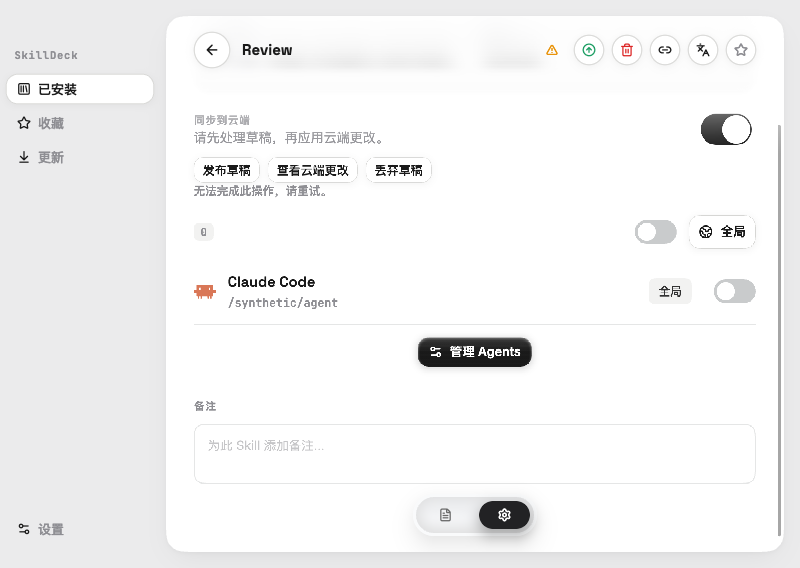 SkillDeck
已安装
收藏
更新
设置
Review
同步到云端
请先处理草稿，再应用云端更改。
发布草稿
查看云端更改
丢弃草稿
无法完成此操作，请重试。
0
全局
Claude Code
/synthetic/agent
全局
管理 Agents
备注
为此 Skill 添加备注...